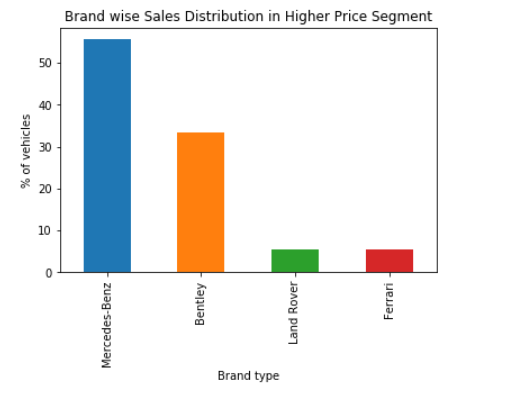 Brand wise Sales Distribution in Higher Price Segment
% of vehicles
50
40
30
20
10
0
Mercedes-Benz
Bentley
Land Rover
Ferrari
Brand type